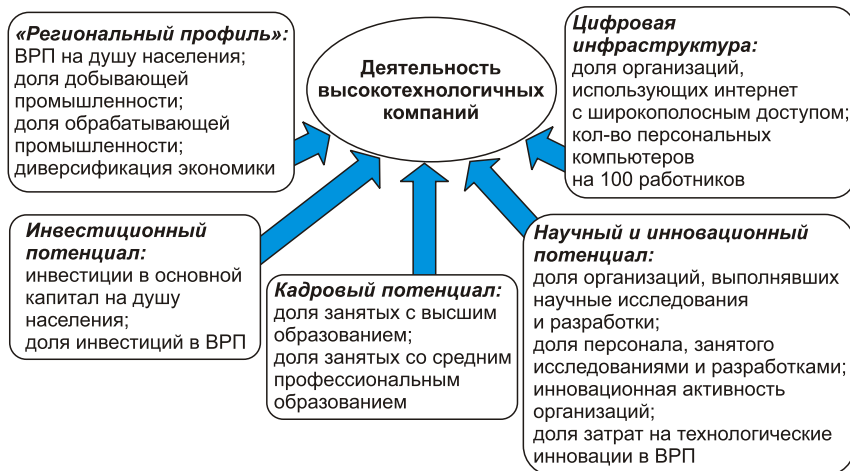 «Региональный профиль»:
ВРП на душу населения;
доля добывающей
промышленности;
доля обрабатывающей
промышленности;
диверсификация экономики
Деятельность
высокотехнологичных
компаний
Цифровая
инфраструктура:
доля организаций,
использующих интернет
с широкополосным доступом;
кол-во персональных
компьютеров
на 100 работников
Инвестиционный
потенциал:
инвестиции в основной
капитал на душу
населения;
доля инвестиций в ВРП
Кадровый потенциал:
доля занятых с высшим
образованием;
доля занятых со средним
профессиональным
образованием
Научный и инновационный
потенциал:
доля организаций, выполнявших
научные исследования
и разработки;
доля персонала, занятого
исследованиями и разработками;
инновационная активность
организаций;
доля затрат на технологические
инновации в ВРП